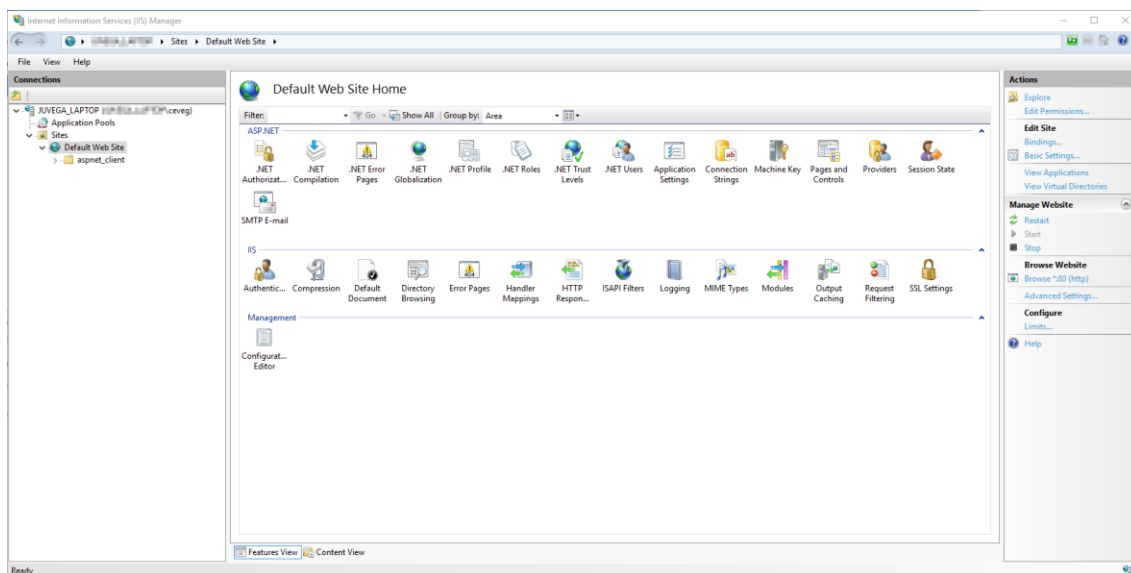 Internet Information Services (IIS) Manager
Sites Default Web Site
File View Help
Connections
JUVEGA_LAPTOP \ceveg)
Application Pools
Sites
Default Web Site
aspnet_client
Default Web Site Home
Filter: Go Show All Group by: Area
ASP.NET
.NET Authorizat...
.NET Compilation
.NET Error Pages
.NET Globalization
.NET Profile
.NET Roles
.NET Trust Levels
.NET Users
Application Settings
Connection Strings
Machine Key
Pages and Controls
Providers
Session State
SMTP E-mail
IIS
Authentic...
Compression
Default Document
Directory Browsing
Error Pages
Handler Mappings
HTTP Respon...
ISAPI Filters
Logging
MIME Types
Modules
Output Caching
Request Filtering
SSL Settings
Management
Configurat... Editor
Features View Content View
Ready
Actions
Explore
Edit Permissions...
Edit Site
Bindings...
Basic Settings...
View Applications
View Virtual Directories
Manage Website
Restart
Start
Stop
Browse Website
Browse *:80 (http)
Advanced Settings...
Configure
Limits...
Help